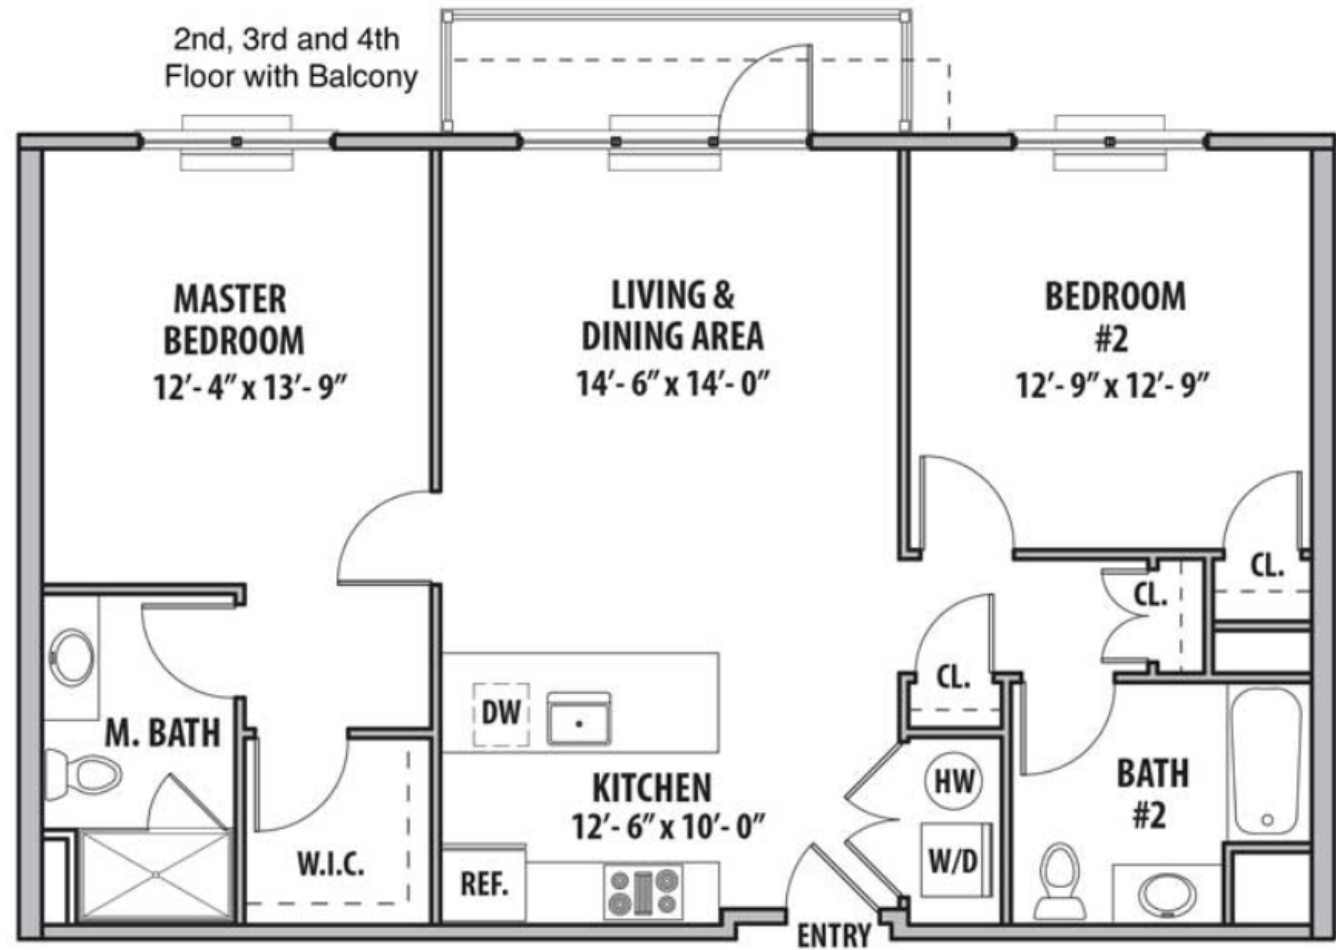 2nd, 3rd and 4th
Floor with Balcony
MASTER
BEDROOM
12'- 4" x 13'- 9"
LIVING &
DINING AREA
14'- 6" x 14'- 0"
BEDROOM
#2
12'- 9" x 12'- 9"
CL.
CL.
CL.
M. BATH
W.I.C.
DW
KITCHEN
12'- 6" x 10'- 0"
REF.
HW
W/D
BATH
#2
ENTRY